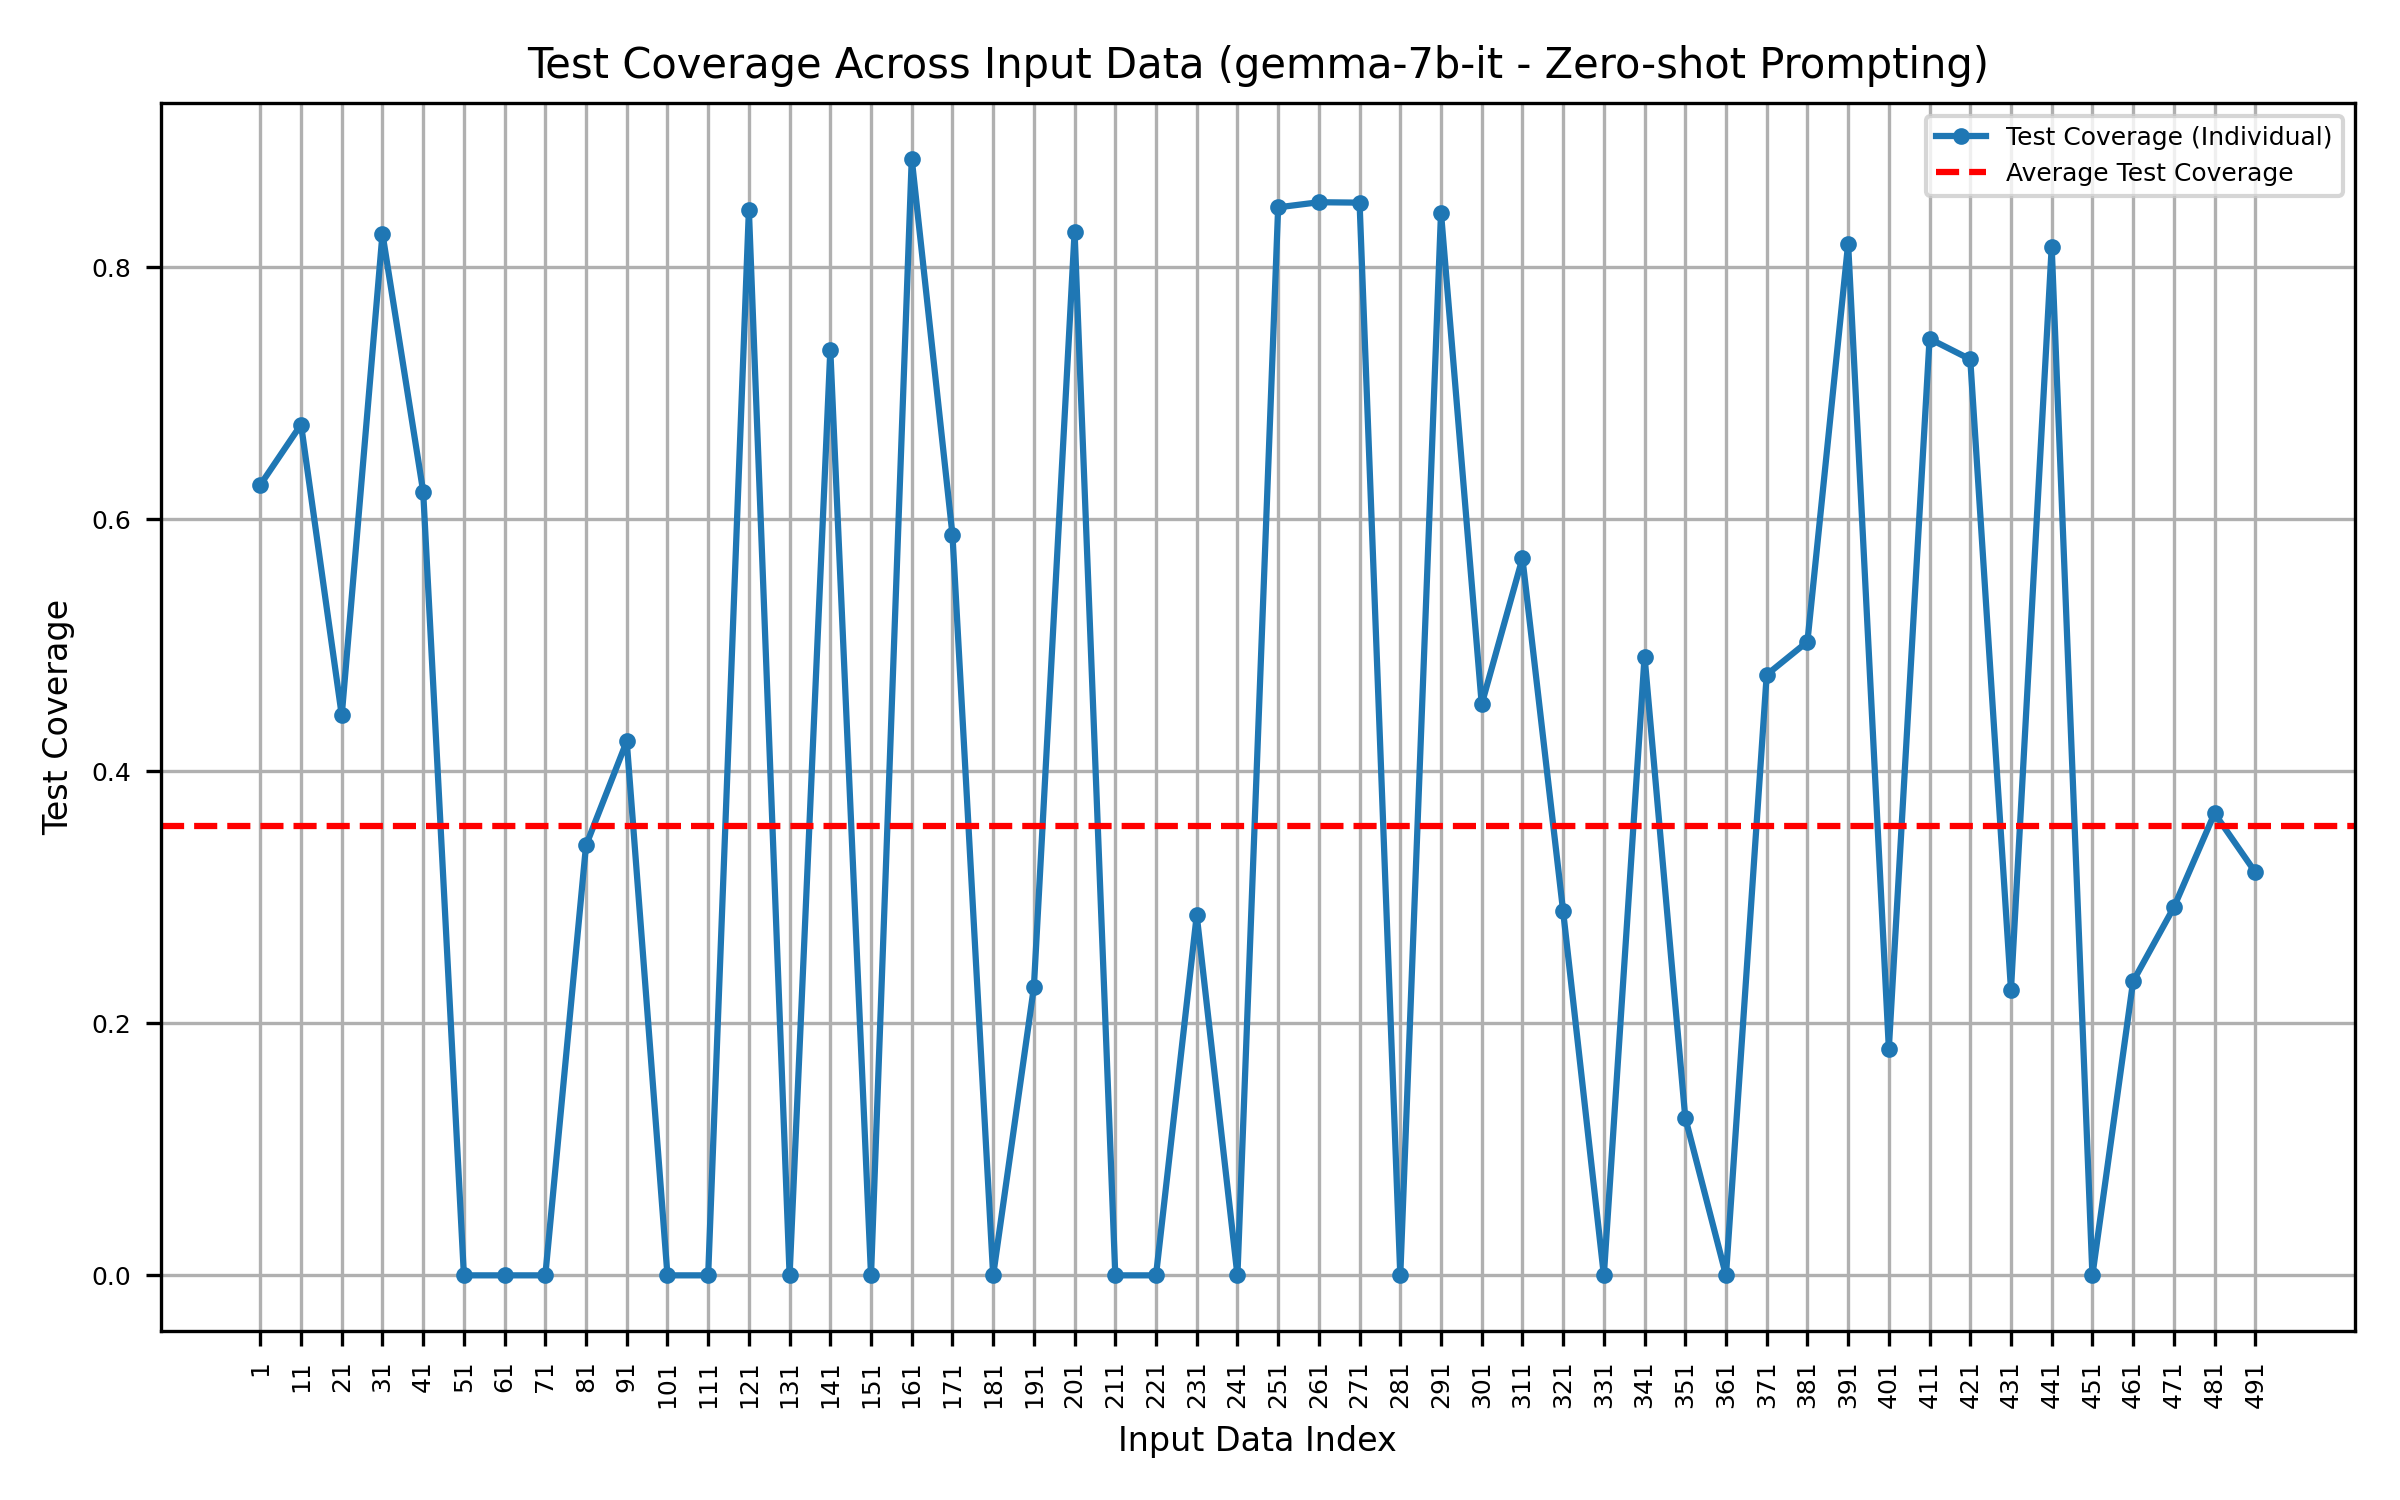 Test Coverage Across Input Data (gemma-7b-it - Zero-shot Prompting)
Test Coverage (Individual)
Average Test Coverage
Test Coverage
0.8
0.6
0.4
0.2
0.0
1 11 21 31 41 51 61 71 81 91 101 111 121 131 141 151 161 171 181 191 201 211 221 231 241 251 261 271 281 291 301 311 321 331 341 351 361 371 381 391 401 411 421 431 441 451 461 471 481 491
Input Data Index